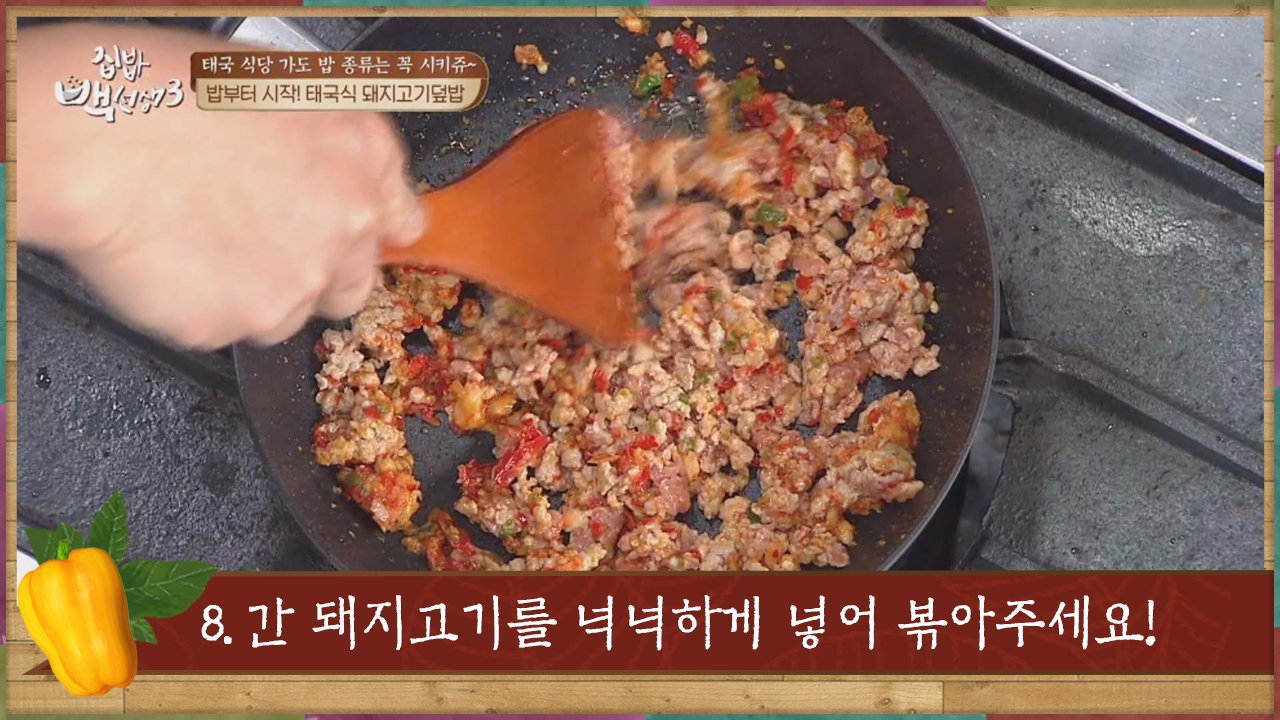 집밥
백선생3
태국 식당 가도 밥 종류는 꼭 시키쥬~
밥부터 시작! 태국식 돼지고기덮밥
8. 간 돼지고기를 넉넉하게 넣어 볶아주세요!